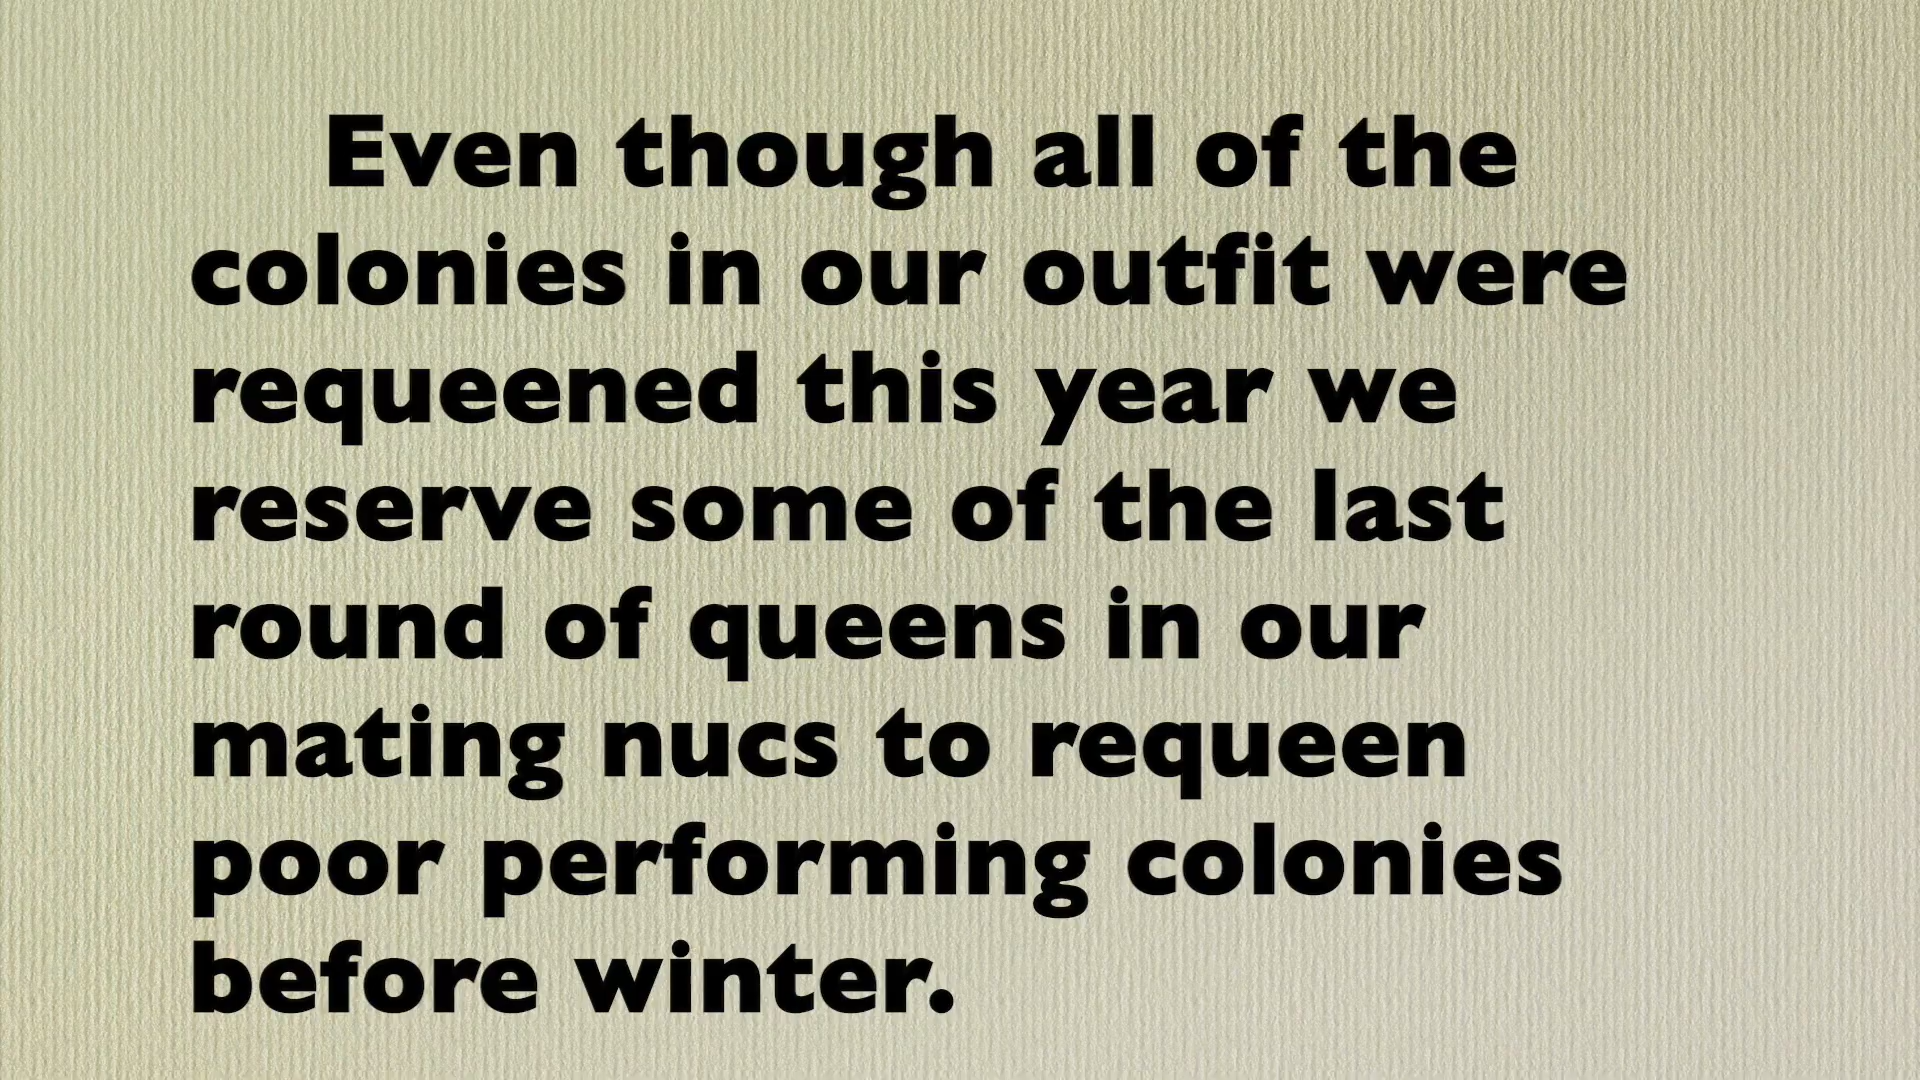 Even though all of the
colonies in our outfit were
requeened this year we
reserve some of the last
round of queens in our
mating nucs to requeen
poor performing colonies
before winter.